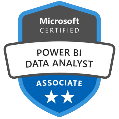 Microsoft
CERTIFIED
POWER BI
DATA ANALYST
ASSOCIATE